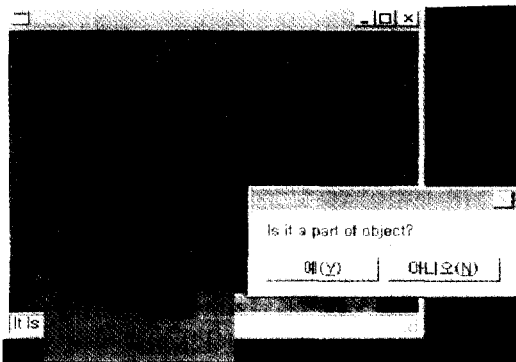 Is it a part of object?
예(Y)
아니오(N)
It is